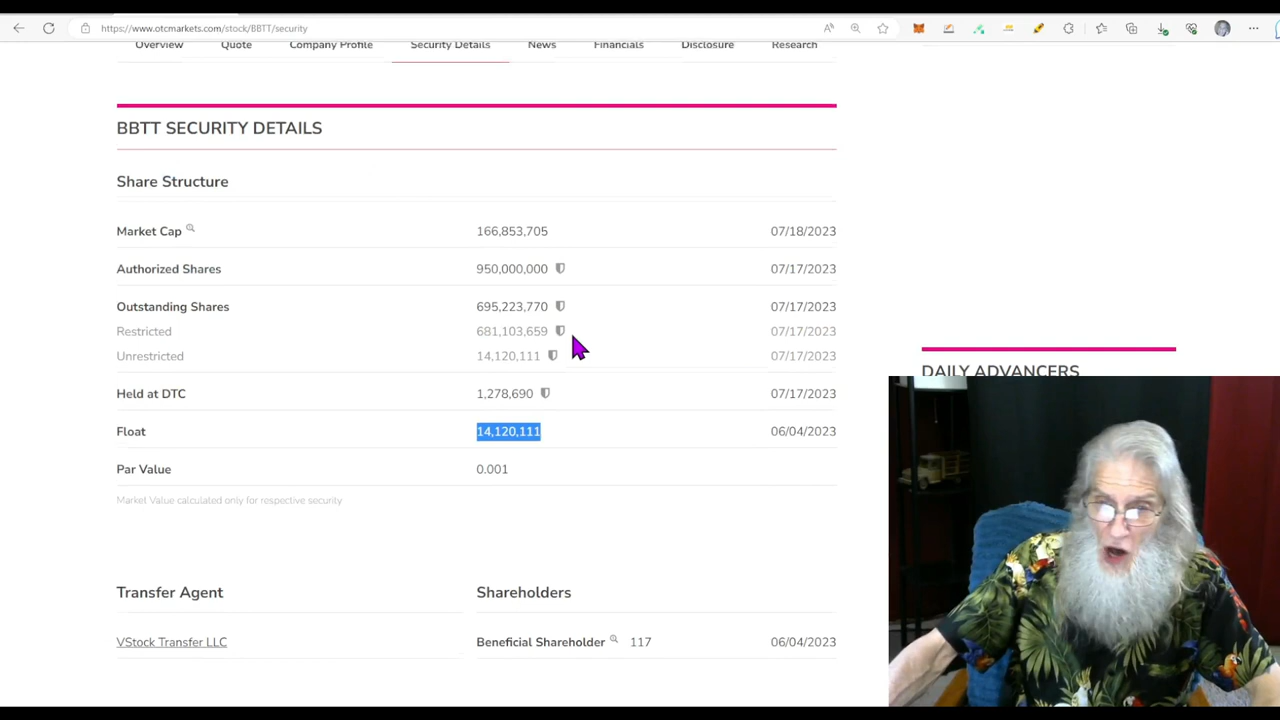 https://www.otcmarkets.com/stock/BBTT/security
Overview Quote Company Profile Security Details News Financials Disclosure Research
BBTT SECURITY DETAILS
Share Structure
Market Cap 166,853,705 07/18/2023
Authorized Shares 950,000,000 07/17/2023
Outstanding Shares 695,223,770 07/17/2023
Restricted 681,103,659 07/17/2023
Unrestricted 14,120,111 07/17/2023
Held at DTC 1,278,690 07/17/2023
Float 14,120,111 06/04/2023
Par Value 0.001
Market Value calculated only for respective security
DAILY ADVANCERS
Transfer Agent Shareholders
VStock Transfer LLC Beneficial Shareholder 117 06/04/2023